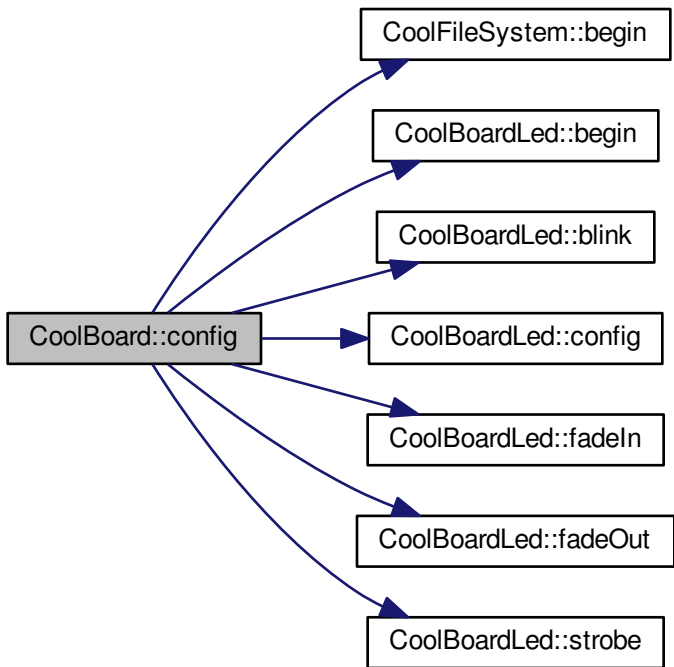 CoolFileSystem::begin
CoolBoardLed::begin
CoolBoardLed::blink
CoolBoard::config
CoolBoardLed::config
CoolBoardLed::fadeIn
CoolBoardLed::fadeOut
CoolBoardLed::strobe